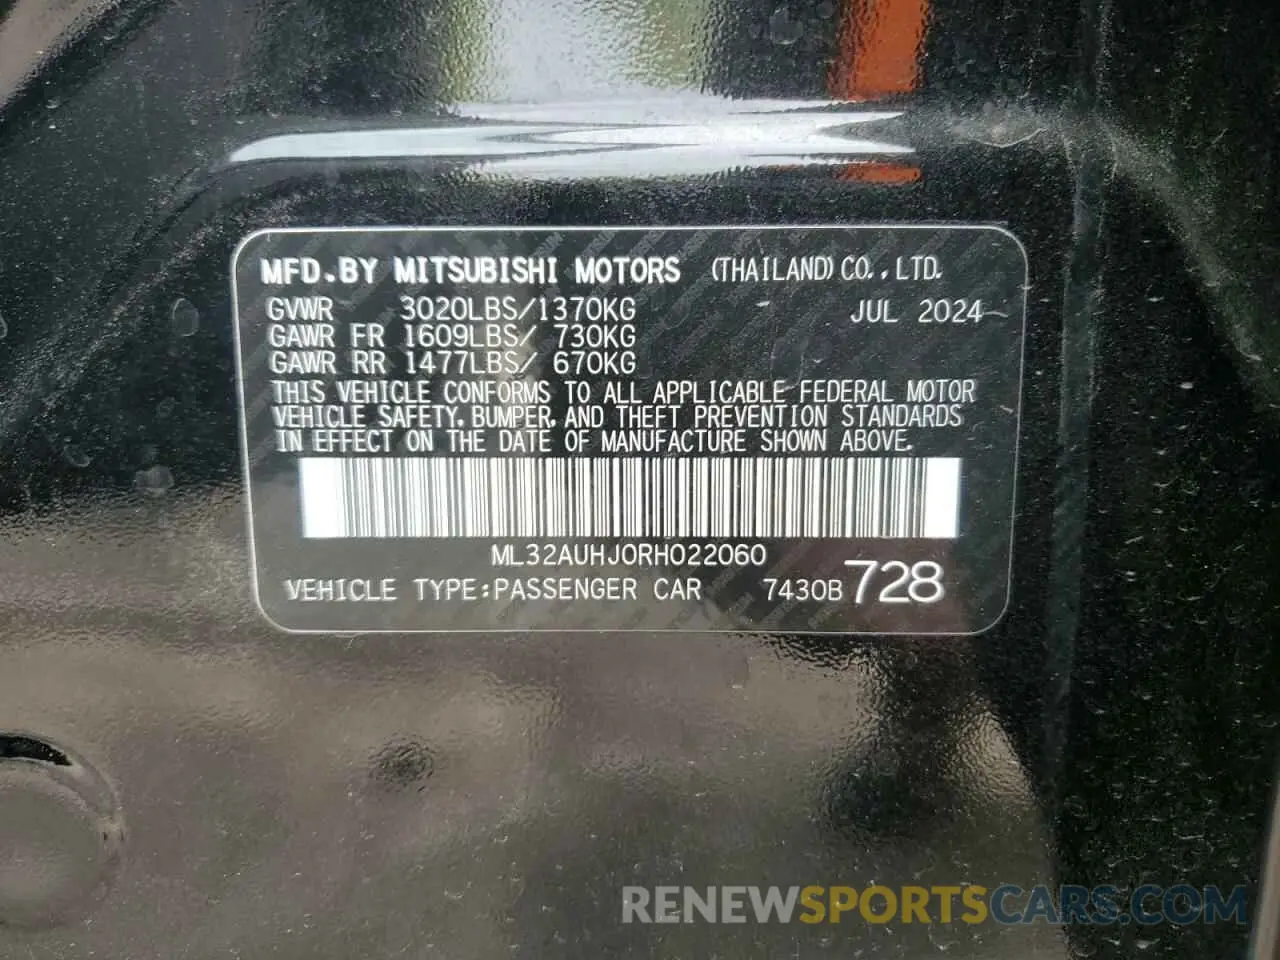 MFD.BY MITSUBISHI MOTORS (THAILAND) CO.,LTD.
GVWR 3020LBS/1370KG JUL 2024
GAWR FR 1609LBS/ 730KG
GAWR RR 1477LBS/ 670KG
THIS VEHICLE CONFORMS TO ALL APPLICABLE FEDERAL MOTOR
VEHICLE SAFETY, BUMPER, AND THEFT PREVENTION STANDARDS
IN EFFECT ON THE DATE OF MANUFACTURE SHOWN ABOVE.
ML32AUHJ0RH022060
VEHICLE TYPE:PASSENGER CAR 7430B 728
RENEWSPORTSCARS.COM